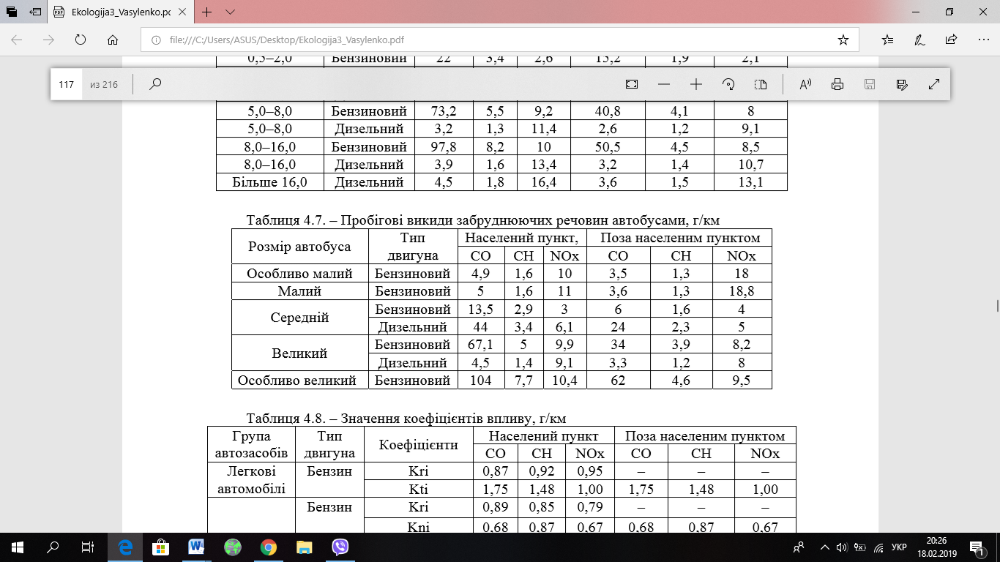 Ekologija3_Vasylenko.pd
file:///C:/Users/ASUS/Desktop/Ekologija3_Vasylenko.pdf
0,5–2,0 Бензиновий 22 3,4 2,6 15,2 1,9 2,1
117 из 216
5,0–8,0 Бензиновий 73,2 5,5 9,2 40,8 4,1 8
5,0–8,0 Дизельний 3,2 1,3 11,4 2,6 1,2 9,1
8,0–16,0 Бензиновий 97,8 8,2 10 50,5 4,5 8,5
8,0–16,0 Дизельний 3,9 1,6 13,4 3,2 1,4 10,7
Більше 16,0 Дизельний 4,5 1,8 16,4 3,6 1,5 13,1
Таблиця 4.7. – Пробігові викиди забруднюючих речовин автобусами, г/км
Розмір автобуса Тип двигуна Населений пункт, Поза населеним пунктом
CO CH NOx CO CH NOx
Особливо малий Бензиновий 4,9 1,6 10 3,5 1,3 18
Малий Бензиновий 5 1,6 11 3,6 1,3 18,8
Середній Бензиновий 13,5 2,9 3 6 1,6 4
Дизельний 44 3,4 6,1 24 2,3 5
Великий Бензиновий 67,1 5 9,9 34 3,9 8,2
Дизельний 4,5 1,4 9,1 3,3 1,2 8
Особливо великий Бензиновий 104 7,7 10,4 62 4,6 9,5
Таблиця 4.8. – Значення коефіцієнтів впливу, г/км
Група автозасобів Тип двигуна Коефіцієнти Населений пункт Поза населеним пунктом
CO CH NOx CO CH NOx
Легкові автомобілі Бензин Kri 0,87 0,92 0,95 – – –
Kti 1,75 1,48 1,00 1,75 1,48 1,00
Бензин Kri 0,89 0,85 0,79 – – –
Kni 0,68 0,87 0,67 0,68 0,87 0,67
УКР
20:26
18.02.2019
1